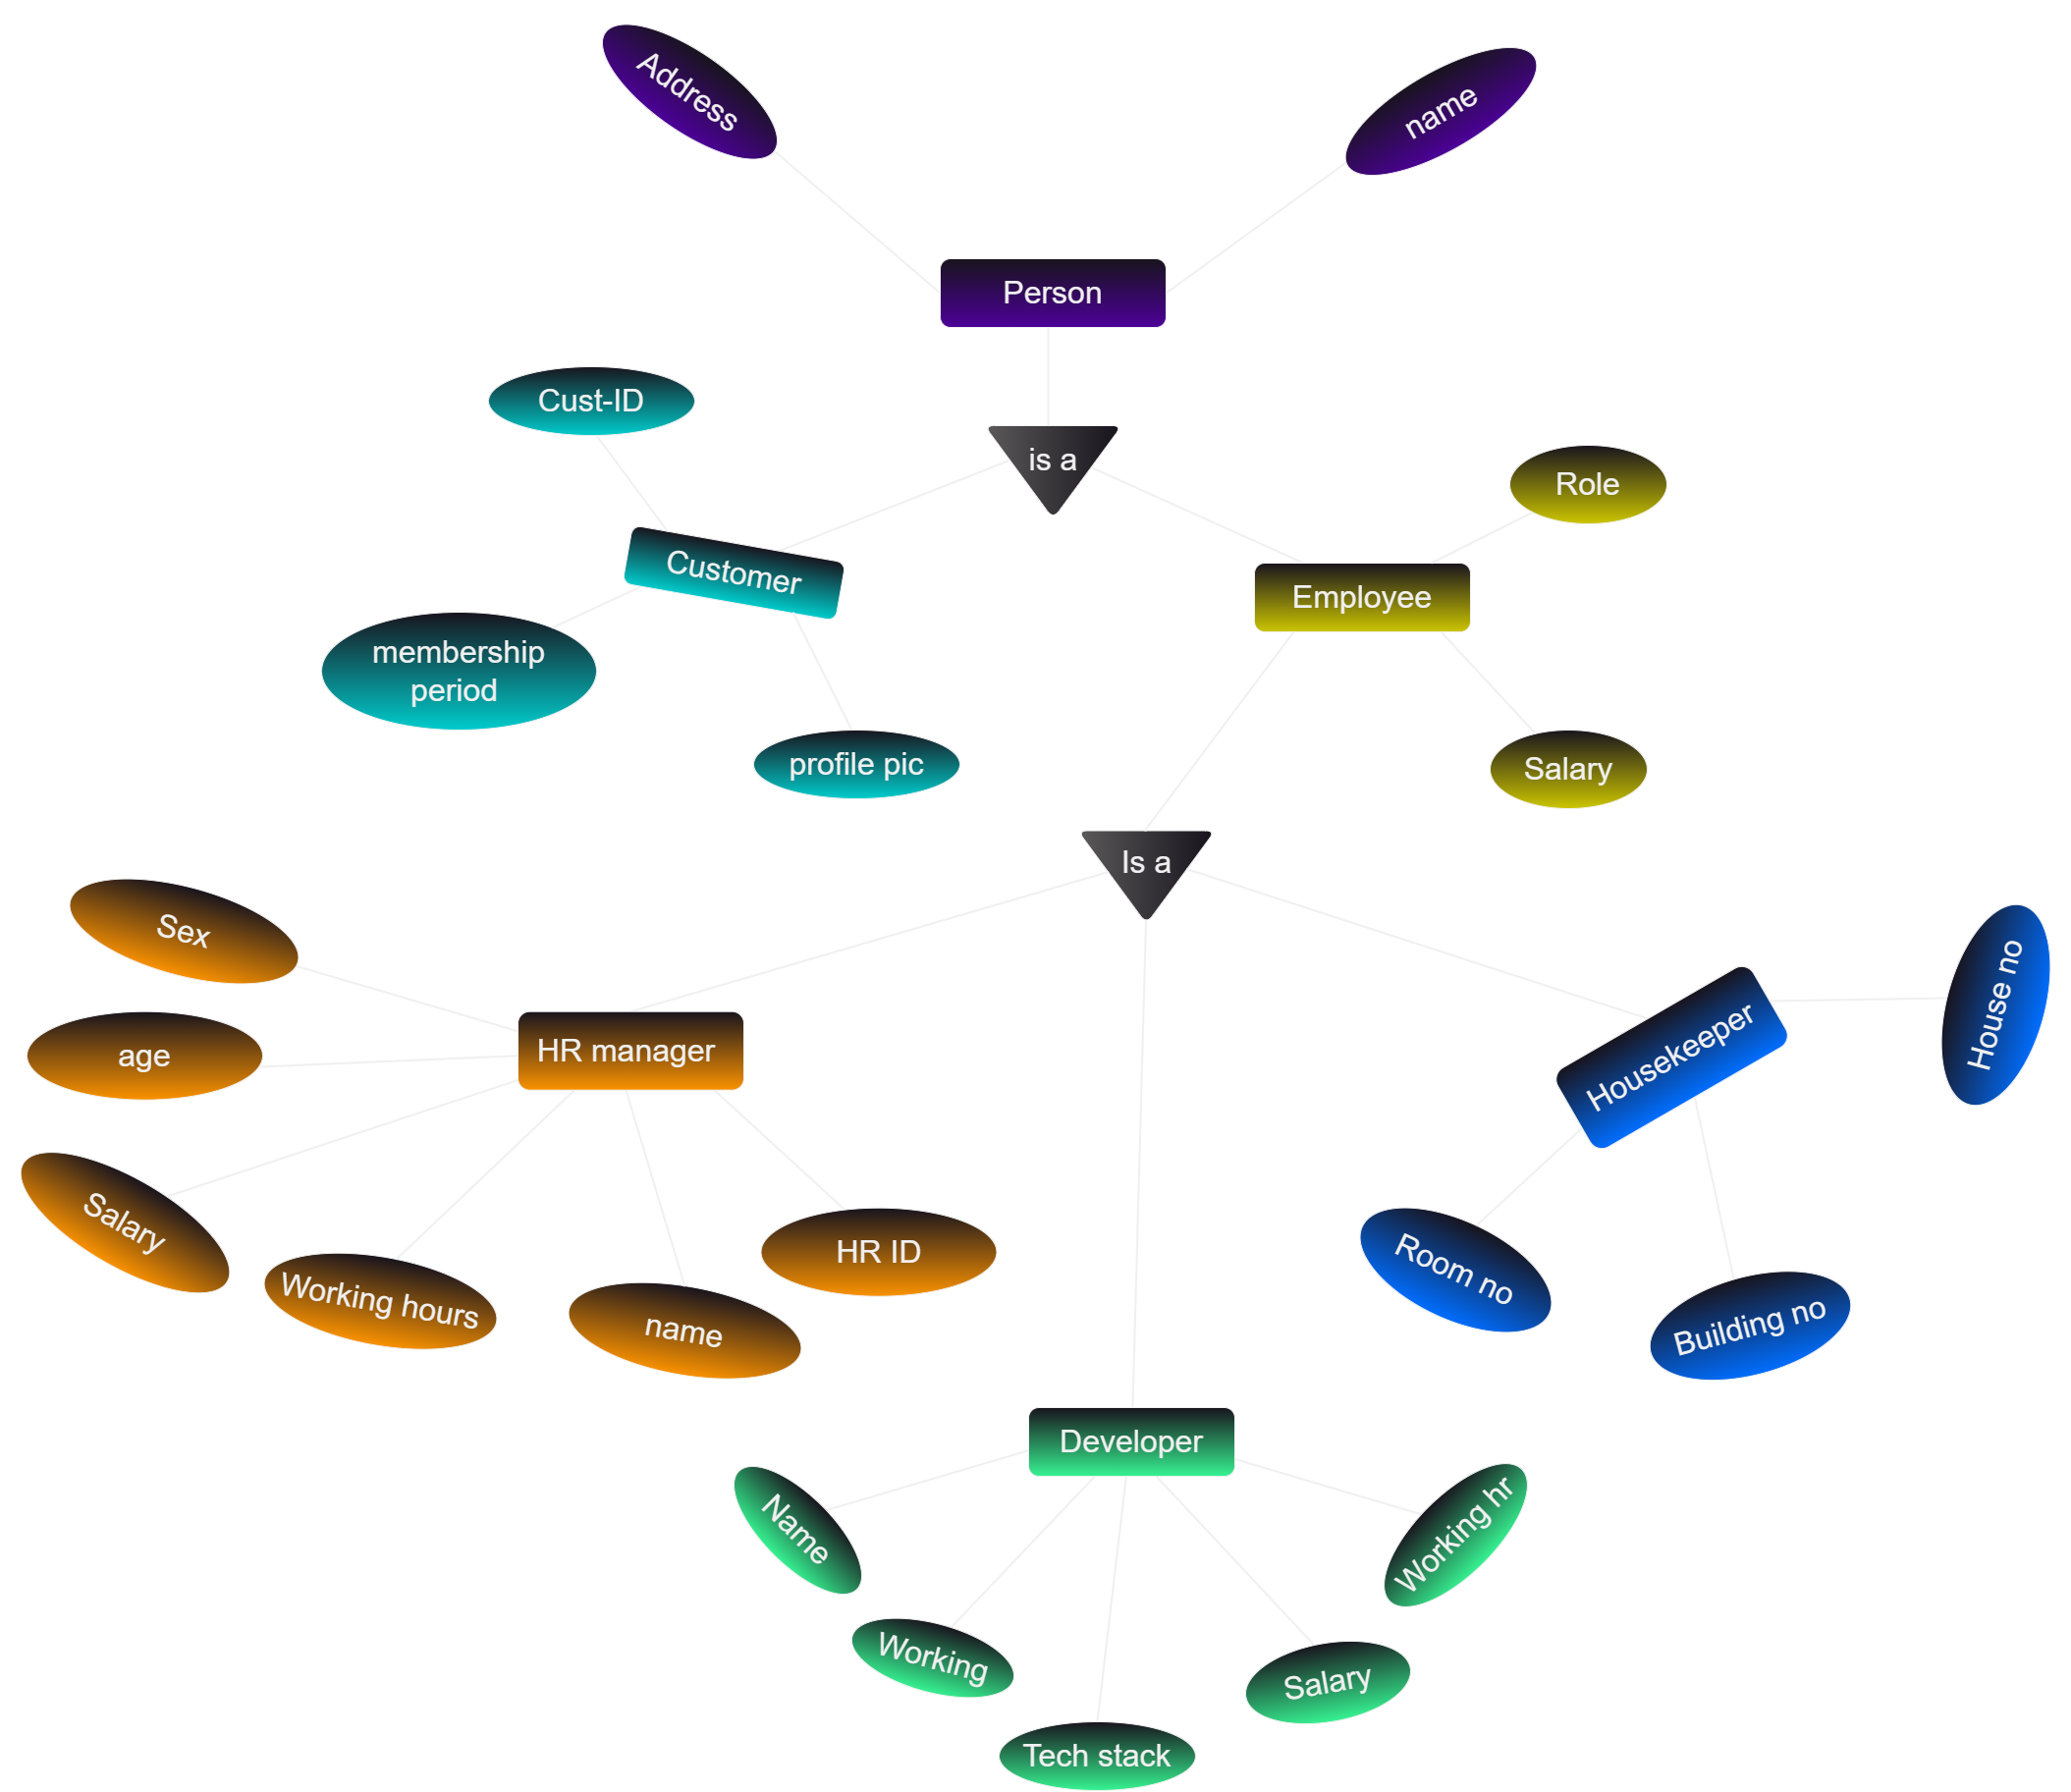 Address
name
Person
Cust-ID
is a
Role
Customer
Employee
membership
period
profile pic
Salary
Is a
Sex
House no
age
HR manager
Housekeeper
Salary
Working hours
name
HR ID
Room no
Building no
Developer
Name
Working
Tech stack
Salary
Working hr